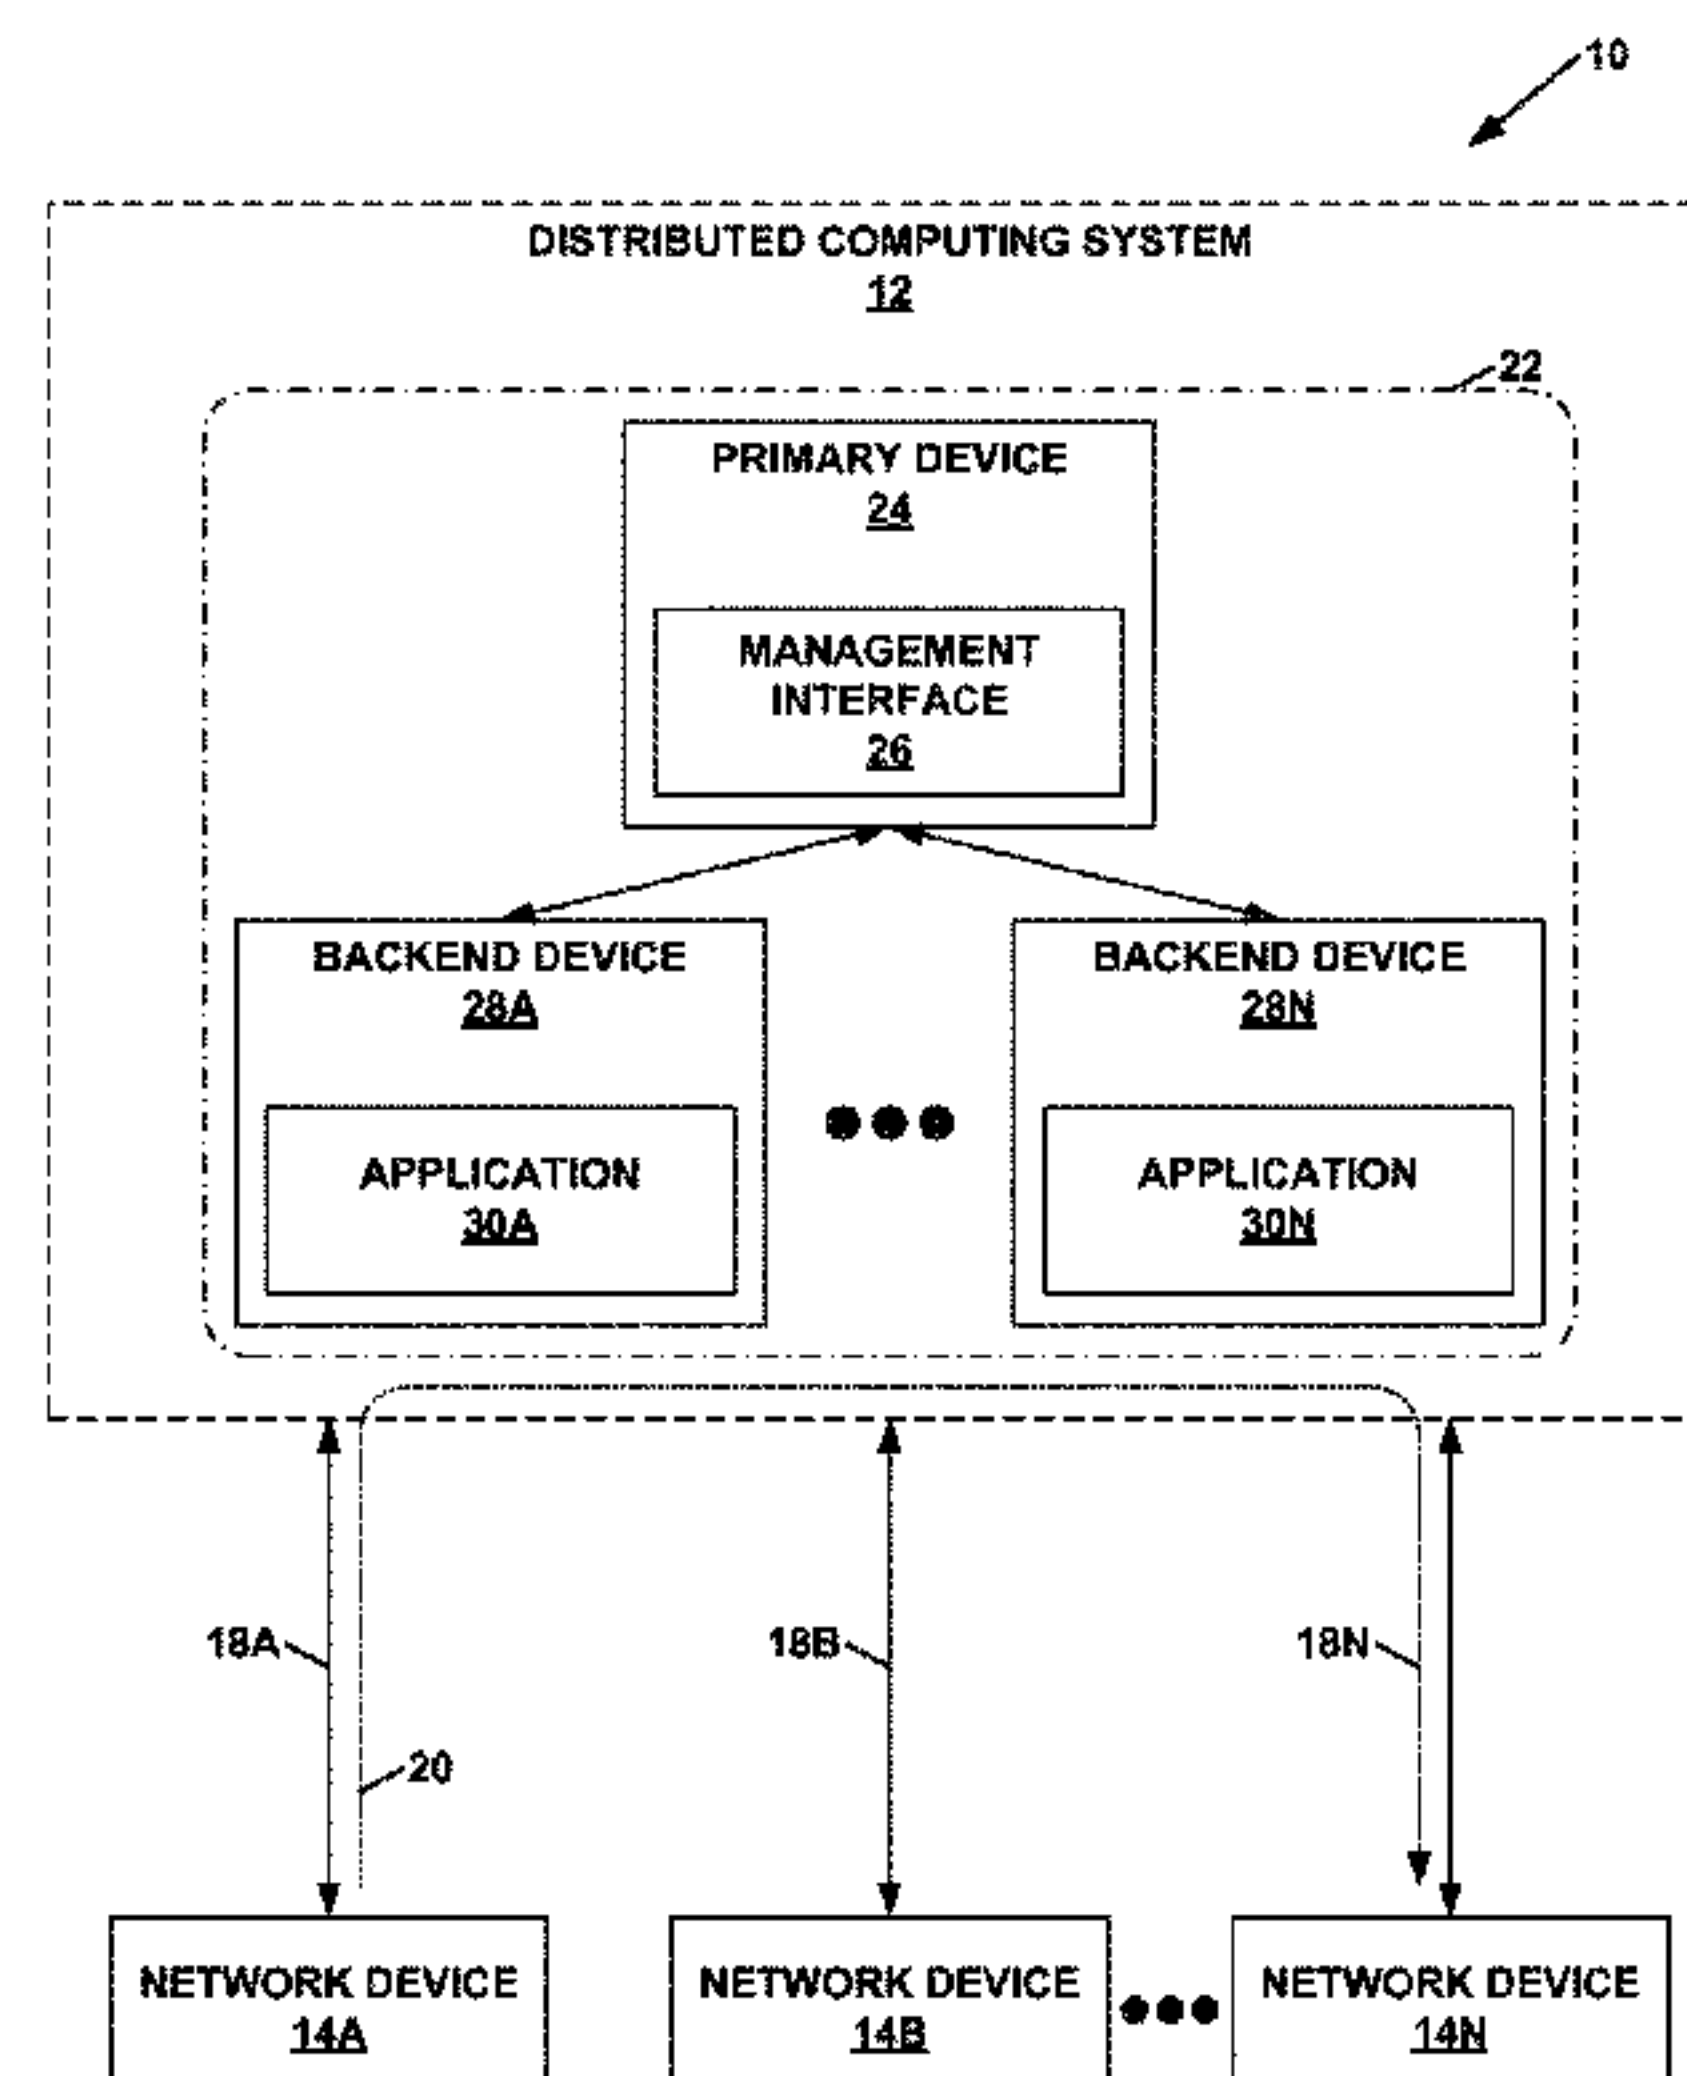 10
DISTRIBUTED COMPUTING SYSTEM
12
22
PRIMARY DEVICE
24
MANAGEMENT
INTERFACE
26
BACKEND DEVICE
28A
BACKEND DEVICE
28N
APPLICATION
30A
APPLICATION
30N
18A
18B
18N
20
NETWORK DEVICE
14A
NETWORK DEVICE
14B
NETWORK DEVICE
14N